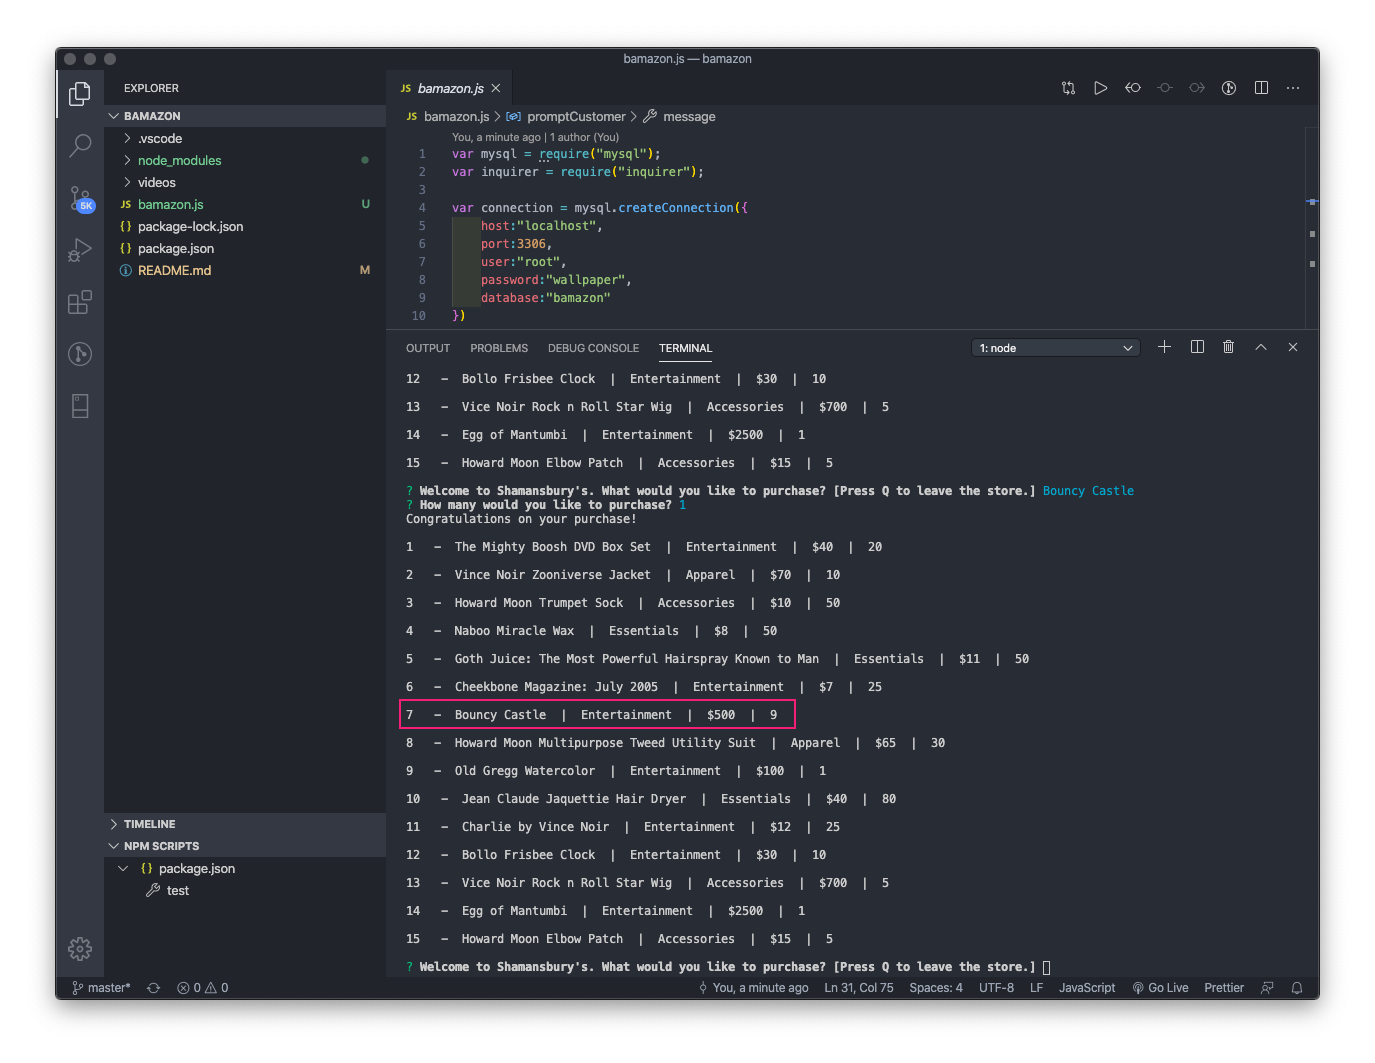 bamazon.js — bamazon
EXPLORER
BAMAZON
.vscode
node_modules
videos
JS bamazon.js U
{} package-lock.json
{} package.json
README.md M
TIMELINE
NPM SCRIPTS
{} package.json
test
5K
JS bamazon.js
JS bamazon.js > promptCustomer > message
You, a minute ago | 1 author (You)
1 var mysql = require("mysql");
2 var inquirer = require("inquirer");
3
4 var connection = mysql.createConnection({
5 host:"localhost",
6 port:3306,
7 user:"root",
8 password:"wallpaper",
9 database:"bamazon"
10 })
OUTPUT PROBLEMS DEBUG CONSOLE TERMINAL 1: node
12 – Bollo Frisbee Clock | Entertainment | $30 | 10
13 – Vice Noir Rock n Roll Star Wig | Accessories | $700 | 5
14 – Egg of Mantumbi | Entertainment | $2500 | 1
15 – Howard Moon Elbow Patch | Accessories | $15 | 5
? Welcome to Shamansbury's. What would you like to purchase? [Press Q to leave the store.] Bouncy Castle
? How many would you like to purchase? 1
Congratulations on your purchase!
1 – The Mighty Boosh DVD Box Set | Entertainment | $40 | 20
2 – Vince Noir Zooniverse Jacket | Apparel | $70 | 10
3 – Howard Moon Trumpet Sock | Accessories | $10 | 50
4 – Naboo Miracle Wax | Essentials | $8 | 50
5 – Goth Juice: The Most Powerful Hairspray Known to Man | Essentials | $11 | 50
6 – Cheekbone Magazine: July 2005 | Entertainment | $7 | 25
7 – Bouncy Castle | Entertainment | $500 | 9
8 – Howard Moon Multipurpose Tweed Utility Suit | Apparel | $65 | 30
9 – Old Gregg Watercolor | Entertainment | $100 | 1
10 – Jean Claude Jaquettie Hair Dryer | Essentials | $40 | 80
11 – Charlie by Vince Noir | Entertainment | $12 | 25
12 – Bollo Frisbee Clock | Entertainment | $30 | 10
13 – Vice Noir Rock n Roll Star Wig | Accessories | $700 | 5
14 – Egg of Mantumbi | Entertainment | $2500 | 1
15 – Howard Moon Elbow Patch | Accessories | $15 | 5
? Welcome to Shamansbury's. What would you like to purchase? [Press Q to leave the store.]
master* 0 0 You, a minute ago Ln 31, Col 75 Spaces: 4 UTF-8 LF JavaScript Go Live Prettier